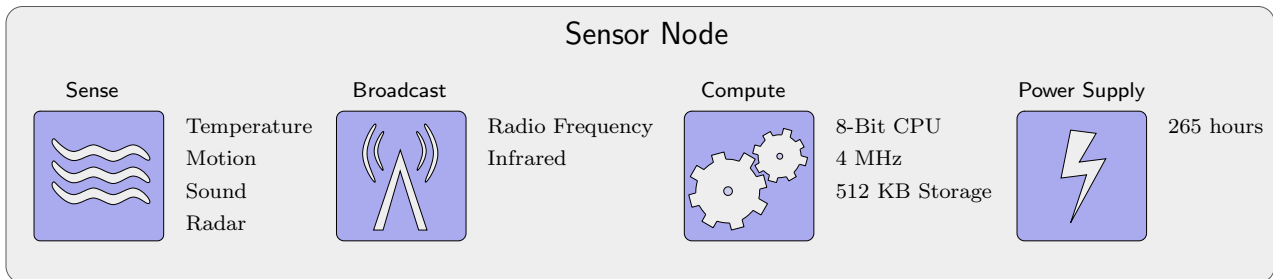 Sensor Node
Sense
Temperature
Motion
Sound
Radar
Broadcast
Radio Frequency
Infrared
Compute
8-Bit CPU
4 MHz
512 KB Storage
Power Supply
265 hours